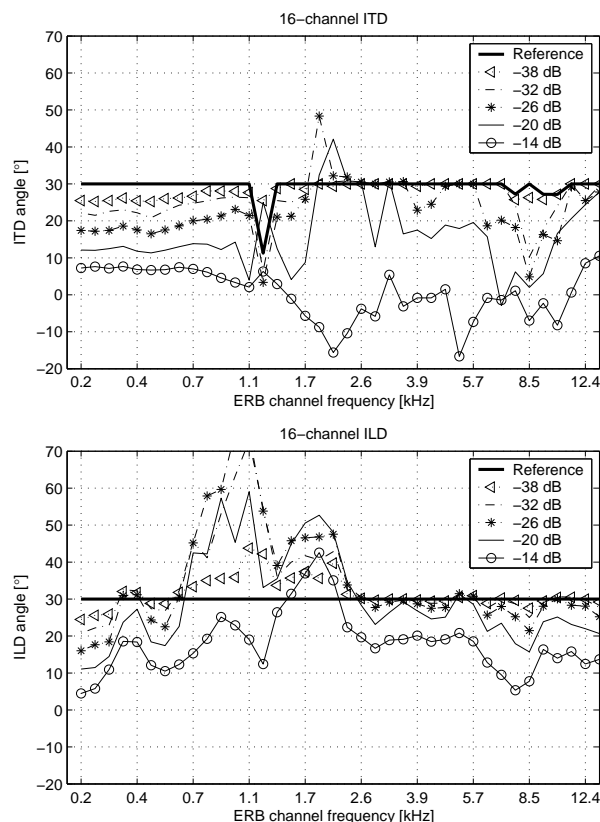 16−channel ITD
70
60
50
40
30
20
10
0
−10
−20
ITD angle [°]
Reference
−38 dB
−32 dB
−26 dB
−20 dB
−14 dB
0.2 0.4 0.7 1.1 1.7 2.6 3.9 5.7 8.5 12.4
ERB channel frequency [kHz]
16−channel ILD
70
60
50
40
30
20
10
0
−10
−20
ILD angle [°]
Reference
−38 dB
−32 dB
−26 dB
−20 dB
−14 dB
0.2 0.4 0.7 1.1 1.7 2.6 3.9 5.7 8.5 12.4
ERB channel frequency [kHz]